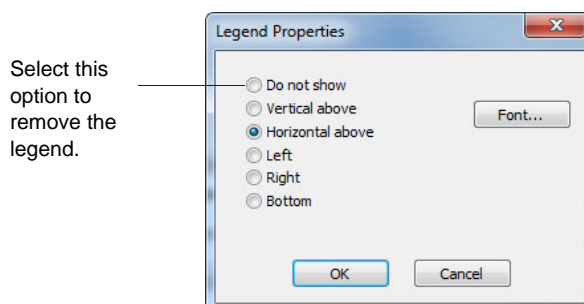 Legend Properties
Select this
option to
remove the
legend.
Do not show
Vertical above
Horizontal above
Left
Right
Bottom
Font...
OK
Cancel